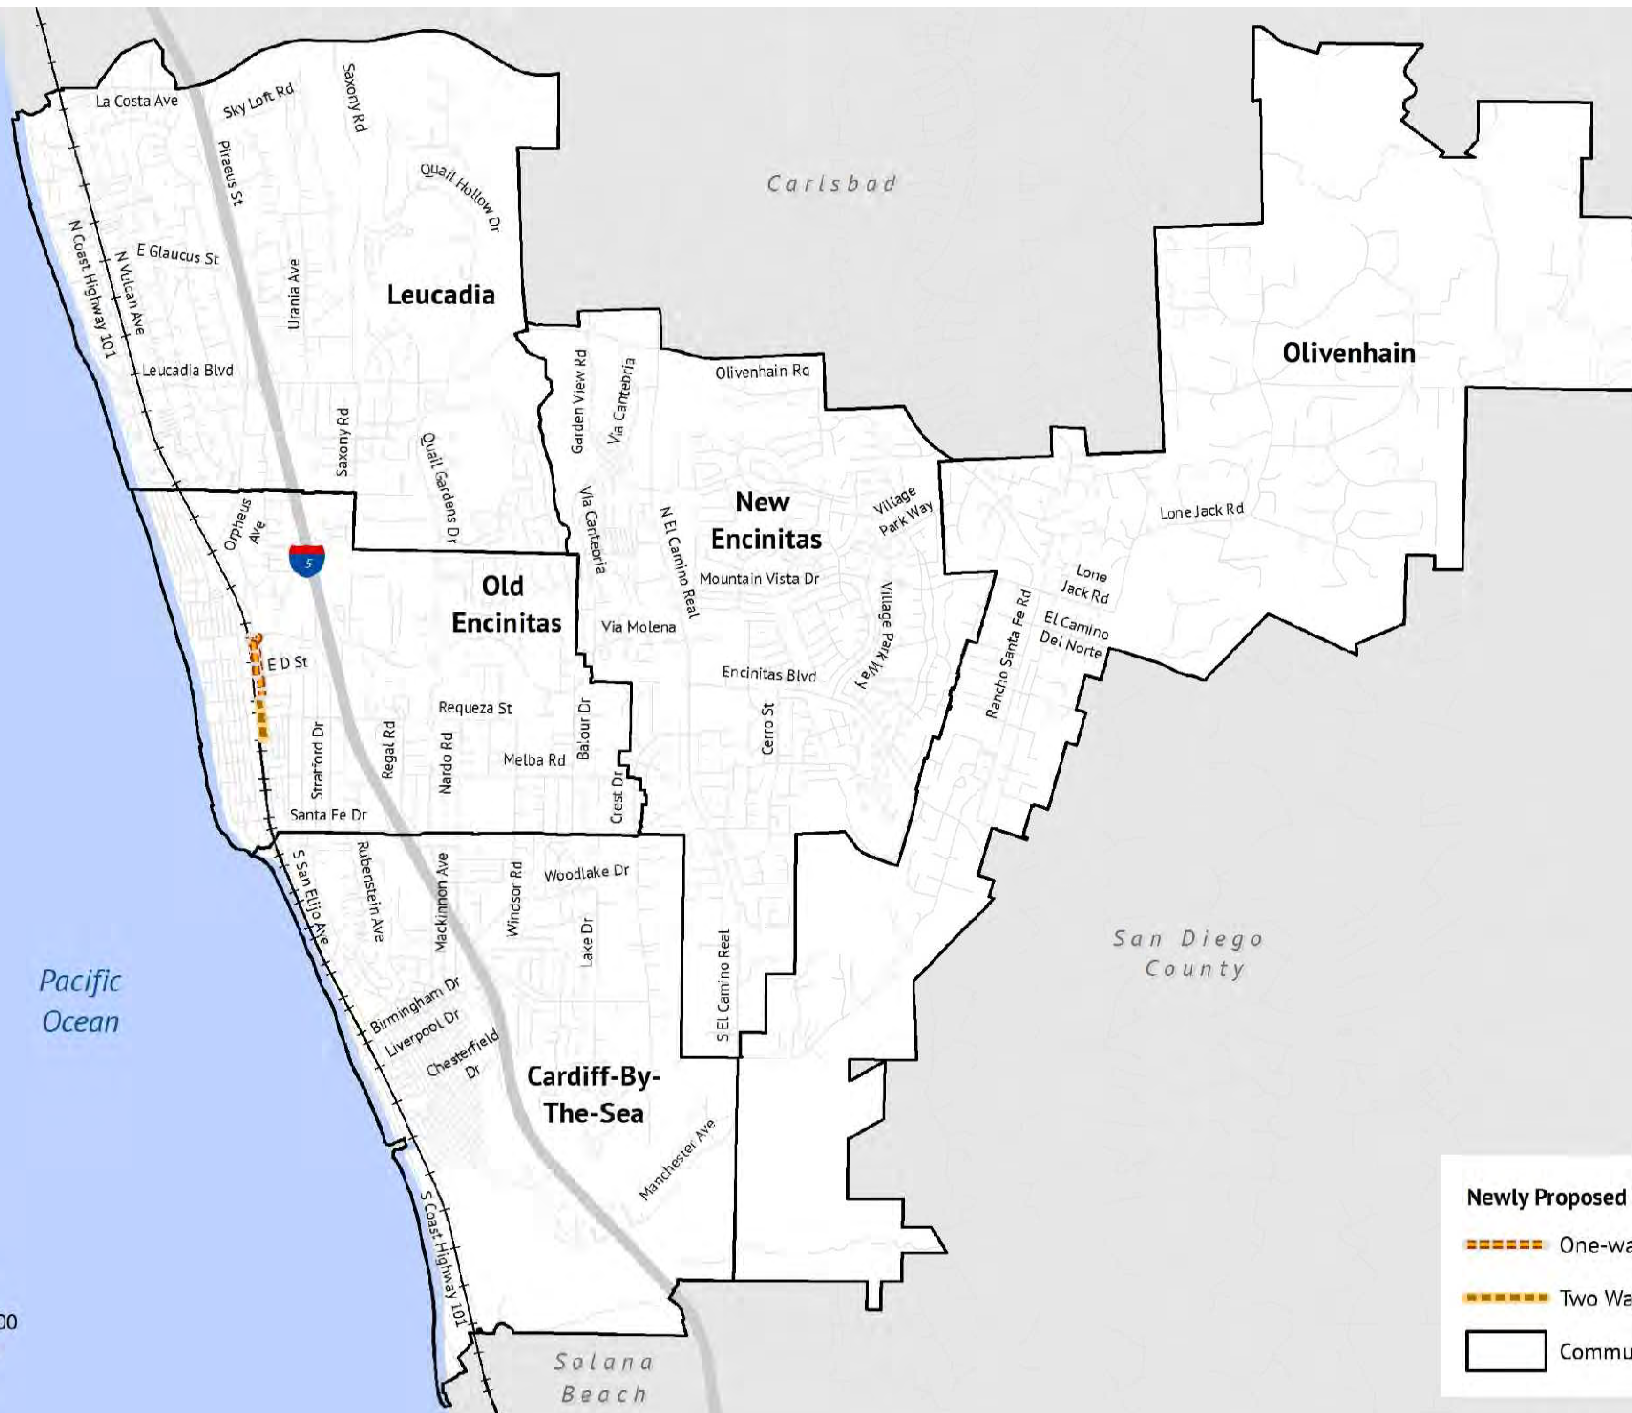 La Costa Ave
Sky Loft Rd
Saxony Rd
Piraeus St
Quail Hollow Dr
Carlsbad
N Coast Highway 101
N Vulcan Ave
E Glaucus St
Urania Ave
Leucadia
Olivenhain
Leucadia Blvd
Garden View Rd
Via Cantebria
Olivenhain Rd
Saxony Rd
Quail Gardens Dr
Orpheus
Ave
Via Cantebria
N El Camino Real
New
Encinitas
Village
Park Way
Lone Jack Rd
5
Old
Encinitas
Mountain Vista Dr
Lone
Jack Rd
Via Molena
Village Park Way
Rancho Santa Fe Rd
El Camino
Del Norte
E D St
Encinitas Blvd
Requeza St
Balour Dr
Cerro St
Stratford Dr
Regal Rd
Nardo Rd
Melba Rd
Crest Dr
Santa Fe Dr
S San Elijo Ave
Rubenstein Ave
Mackinnon Ave
Windsor Rd
Woodlake Dr
Lake Dr
S El Camino Real
San Diego
County
Pacific
Ocean
Birmingham Dr
Liverpool Dr
Chesterfield
Dr
Cardiff-By-
The-Sea
Manchester Ave
S Coast Highway 101
Newly Proposed
One-wa
Two Wa
Commu
00
Solana
Beach